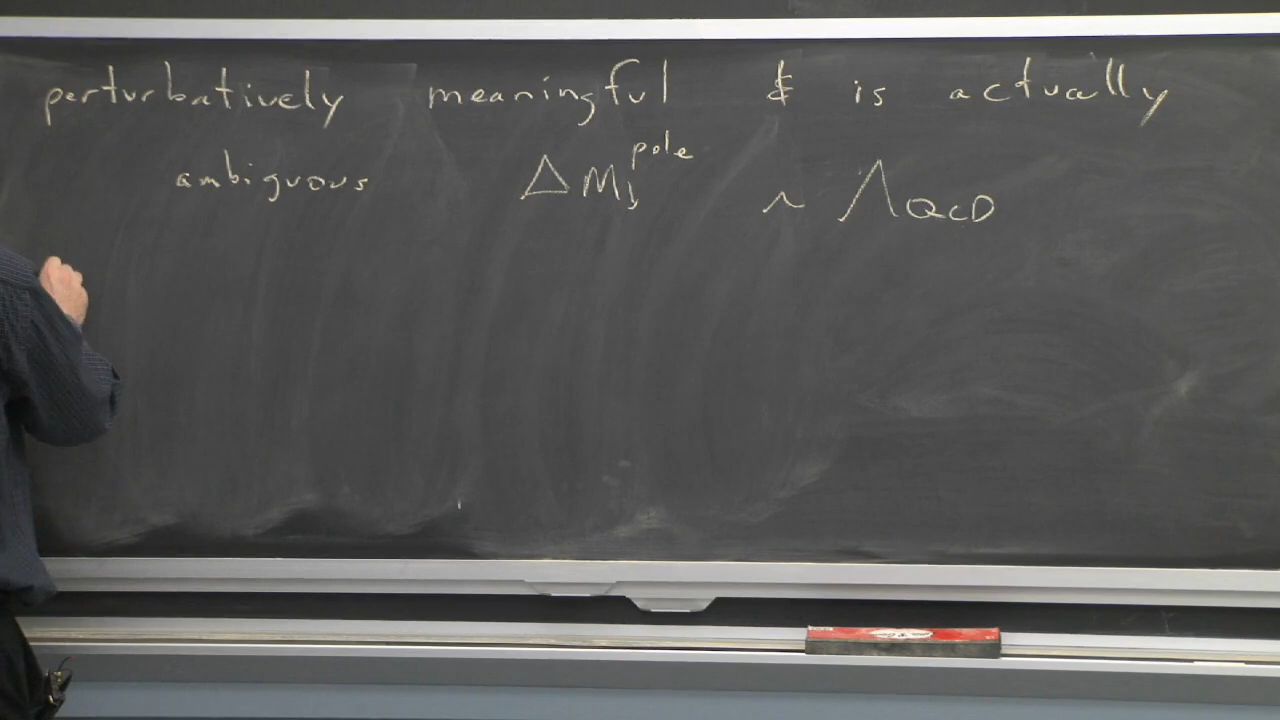 perturbatively meaningful & is actually
ambiguous ΔM_b^pole ~ Λ_QCD